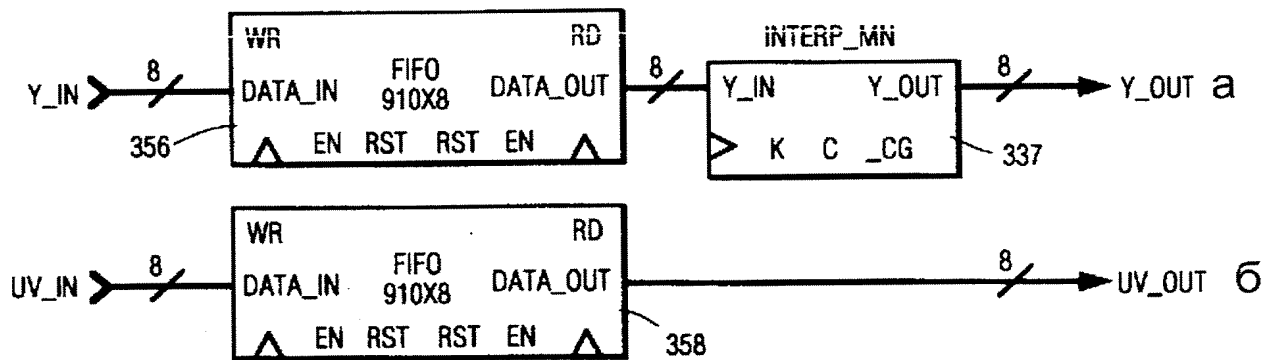 WR RD INTERP_MN
Y_IN 8 DATA_IN FIFO 910X8 DATA_OUT 8 Y_IN Y_OUT 8 Y_OUT а
356 EN RST RST EN K C _CG 337
WR RD
UV_IN 8 DATA_IN FIFO 910X8 DATA_OUT 8 UV_OUT б
EN RST RST EN 358